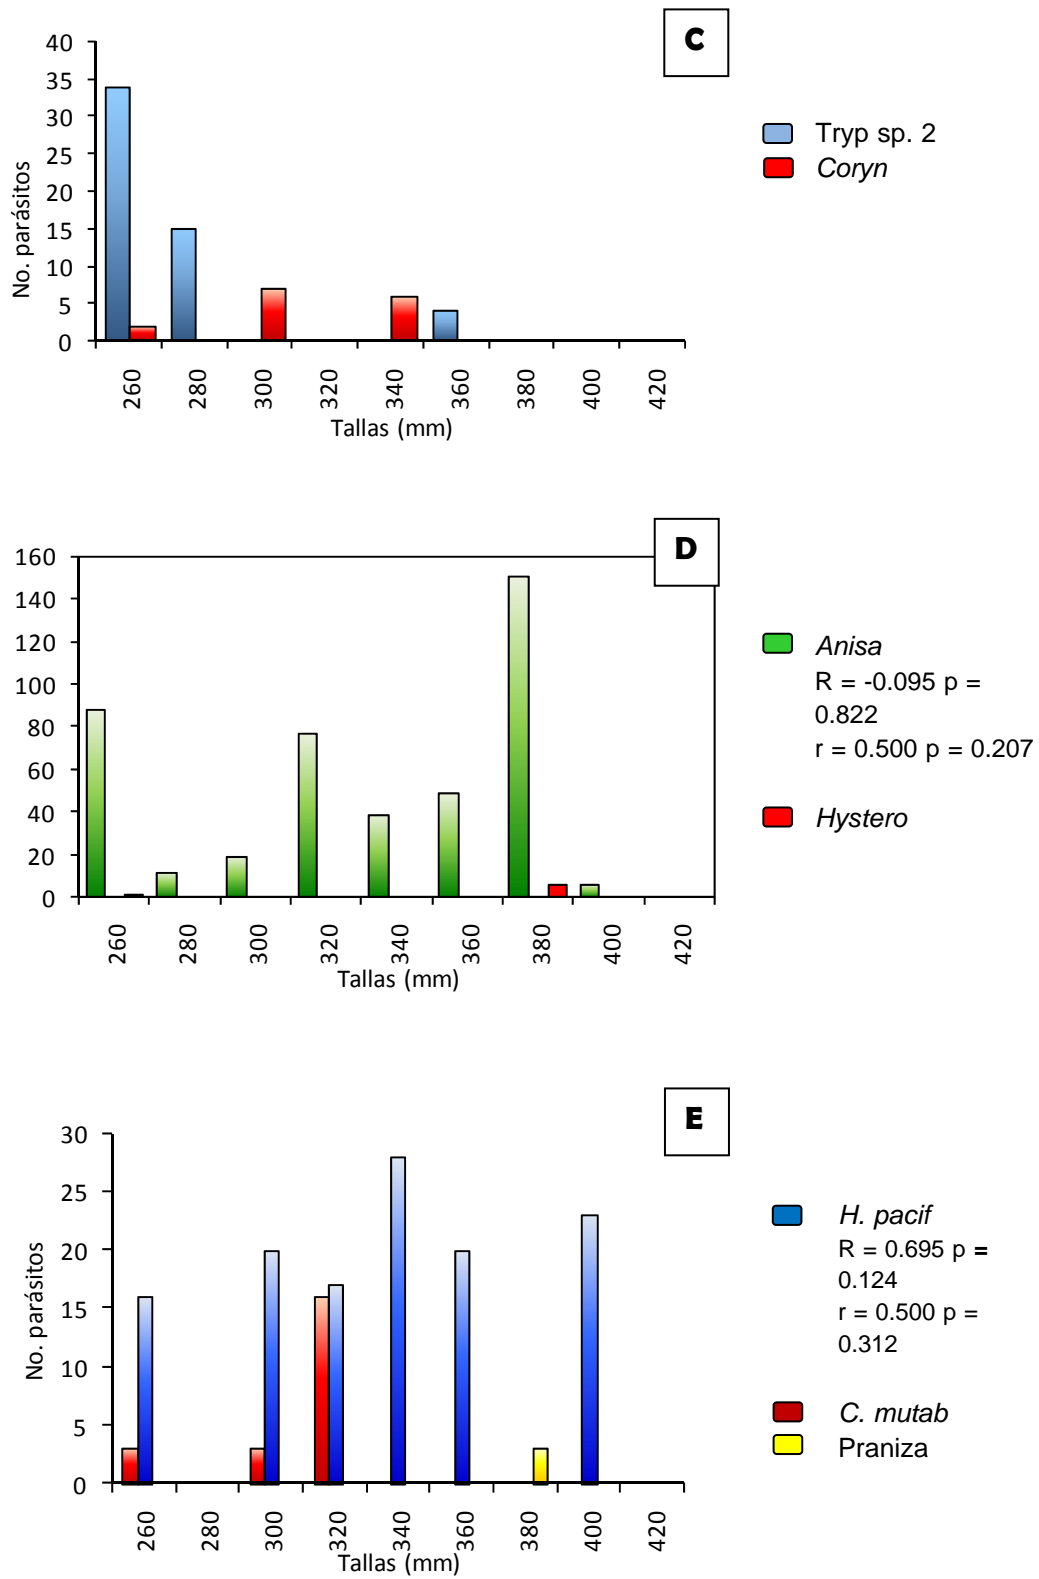 C
40
35
30
25
20
15
10
5
0
No. parásitos
260 280 300 320 340 360 380 400 420
Tallas (mm)
Tryp sp. 2
Coryn
D
160
140
120
100
80
60
40
20
0
260 280 300 320 340 360 380 400 420
Tallas (mm)
Anisa
R = -0.095 p =
0.822
r = 0.500 p = 0.207
Hystero
E
30
25
20
15
10
5
0
No. parásitos
260 280 300 320 340 360 380 400 420
Tallas (mm)
H. pacif
R = 0.695 p =
0.124
r = 0.500 p =
0.312
C. mutab
Praniza